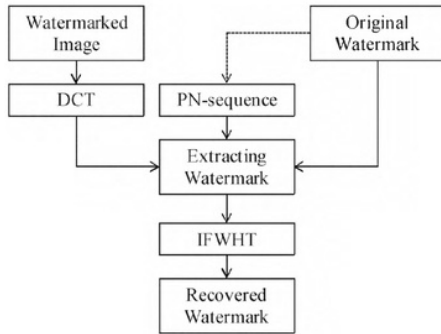 Watermarked
Image
Original
Watermark
DCT
PN-sequence
Extracting
Watermark
IFWHT
Recovered
Watermark